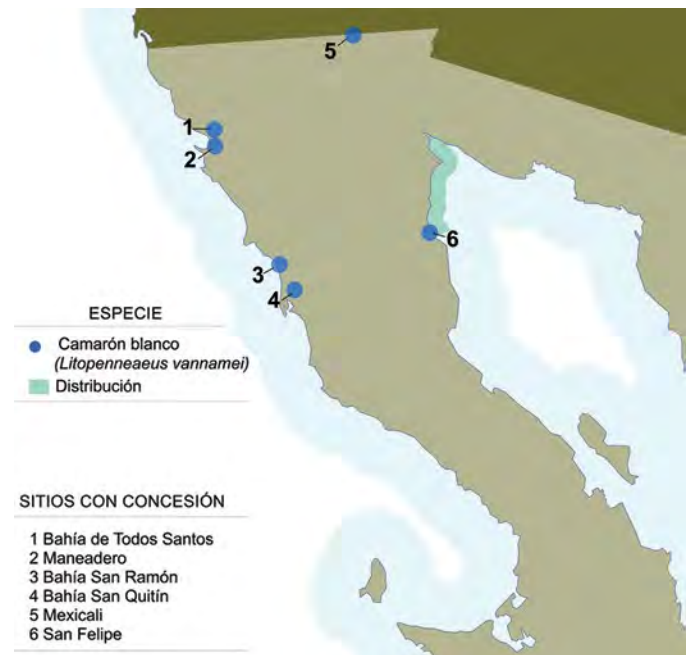 5
1
2
6
3
4
ESPECIE
Camarón blanco
(Litopenneaeus vannamei)
Distribución
SITIOS CON CONCESIÓN
1 Bahía de Todos Santos
2 Maneadero
3 Bahía San Ramón
4 Bahía San Quitín
5 Mexicali
6 San Felipe